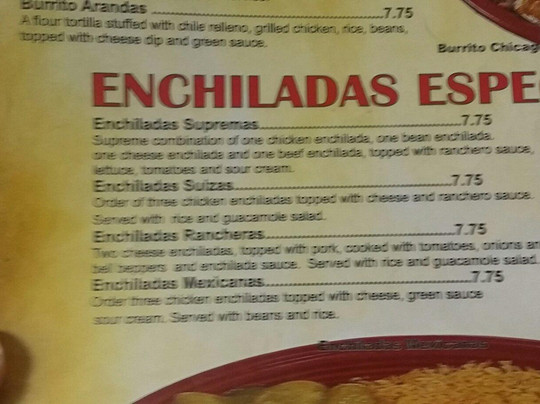 Burrito Arandas ........................................................7.75
A flour tortilla stuffed with chile relleno, grilled chicken, rice, beans,
topped with cheese dip and green sauce.
Burrito Chicag
ENCHILADAS ESPE
Enchilladas Supremas..................................................7.75
Supreme combination of one chicken enchilada, one bean enchilada.
one cheese enchilada and one beef enchilada, topped with ranchero sauce,
lettuce, tomatoes and sour cream.
Enchilladas Suizas......................................................7.75
Order of three chicken enchiladas topped with cheese and ranchero sauce.
Served with rice and guacamole salad.
Enchilladas Rancheras................................................7.75
Two cheese enchiladas, topped with pork, cooked with tomatoes, onions an
bell beppers and enchilada sauce. Served with rice and guacamole salad.
Enchilladas Mexicanas...................................................7.75
Order three chicken enchiladas topped with cheese, green sauce
sour cream. Served with beans and rice.
Enchiladas Mexicanas